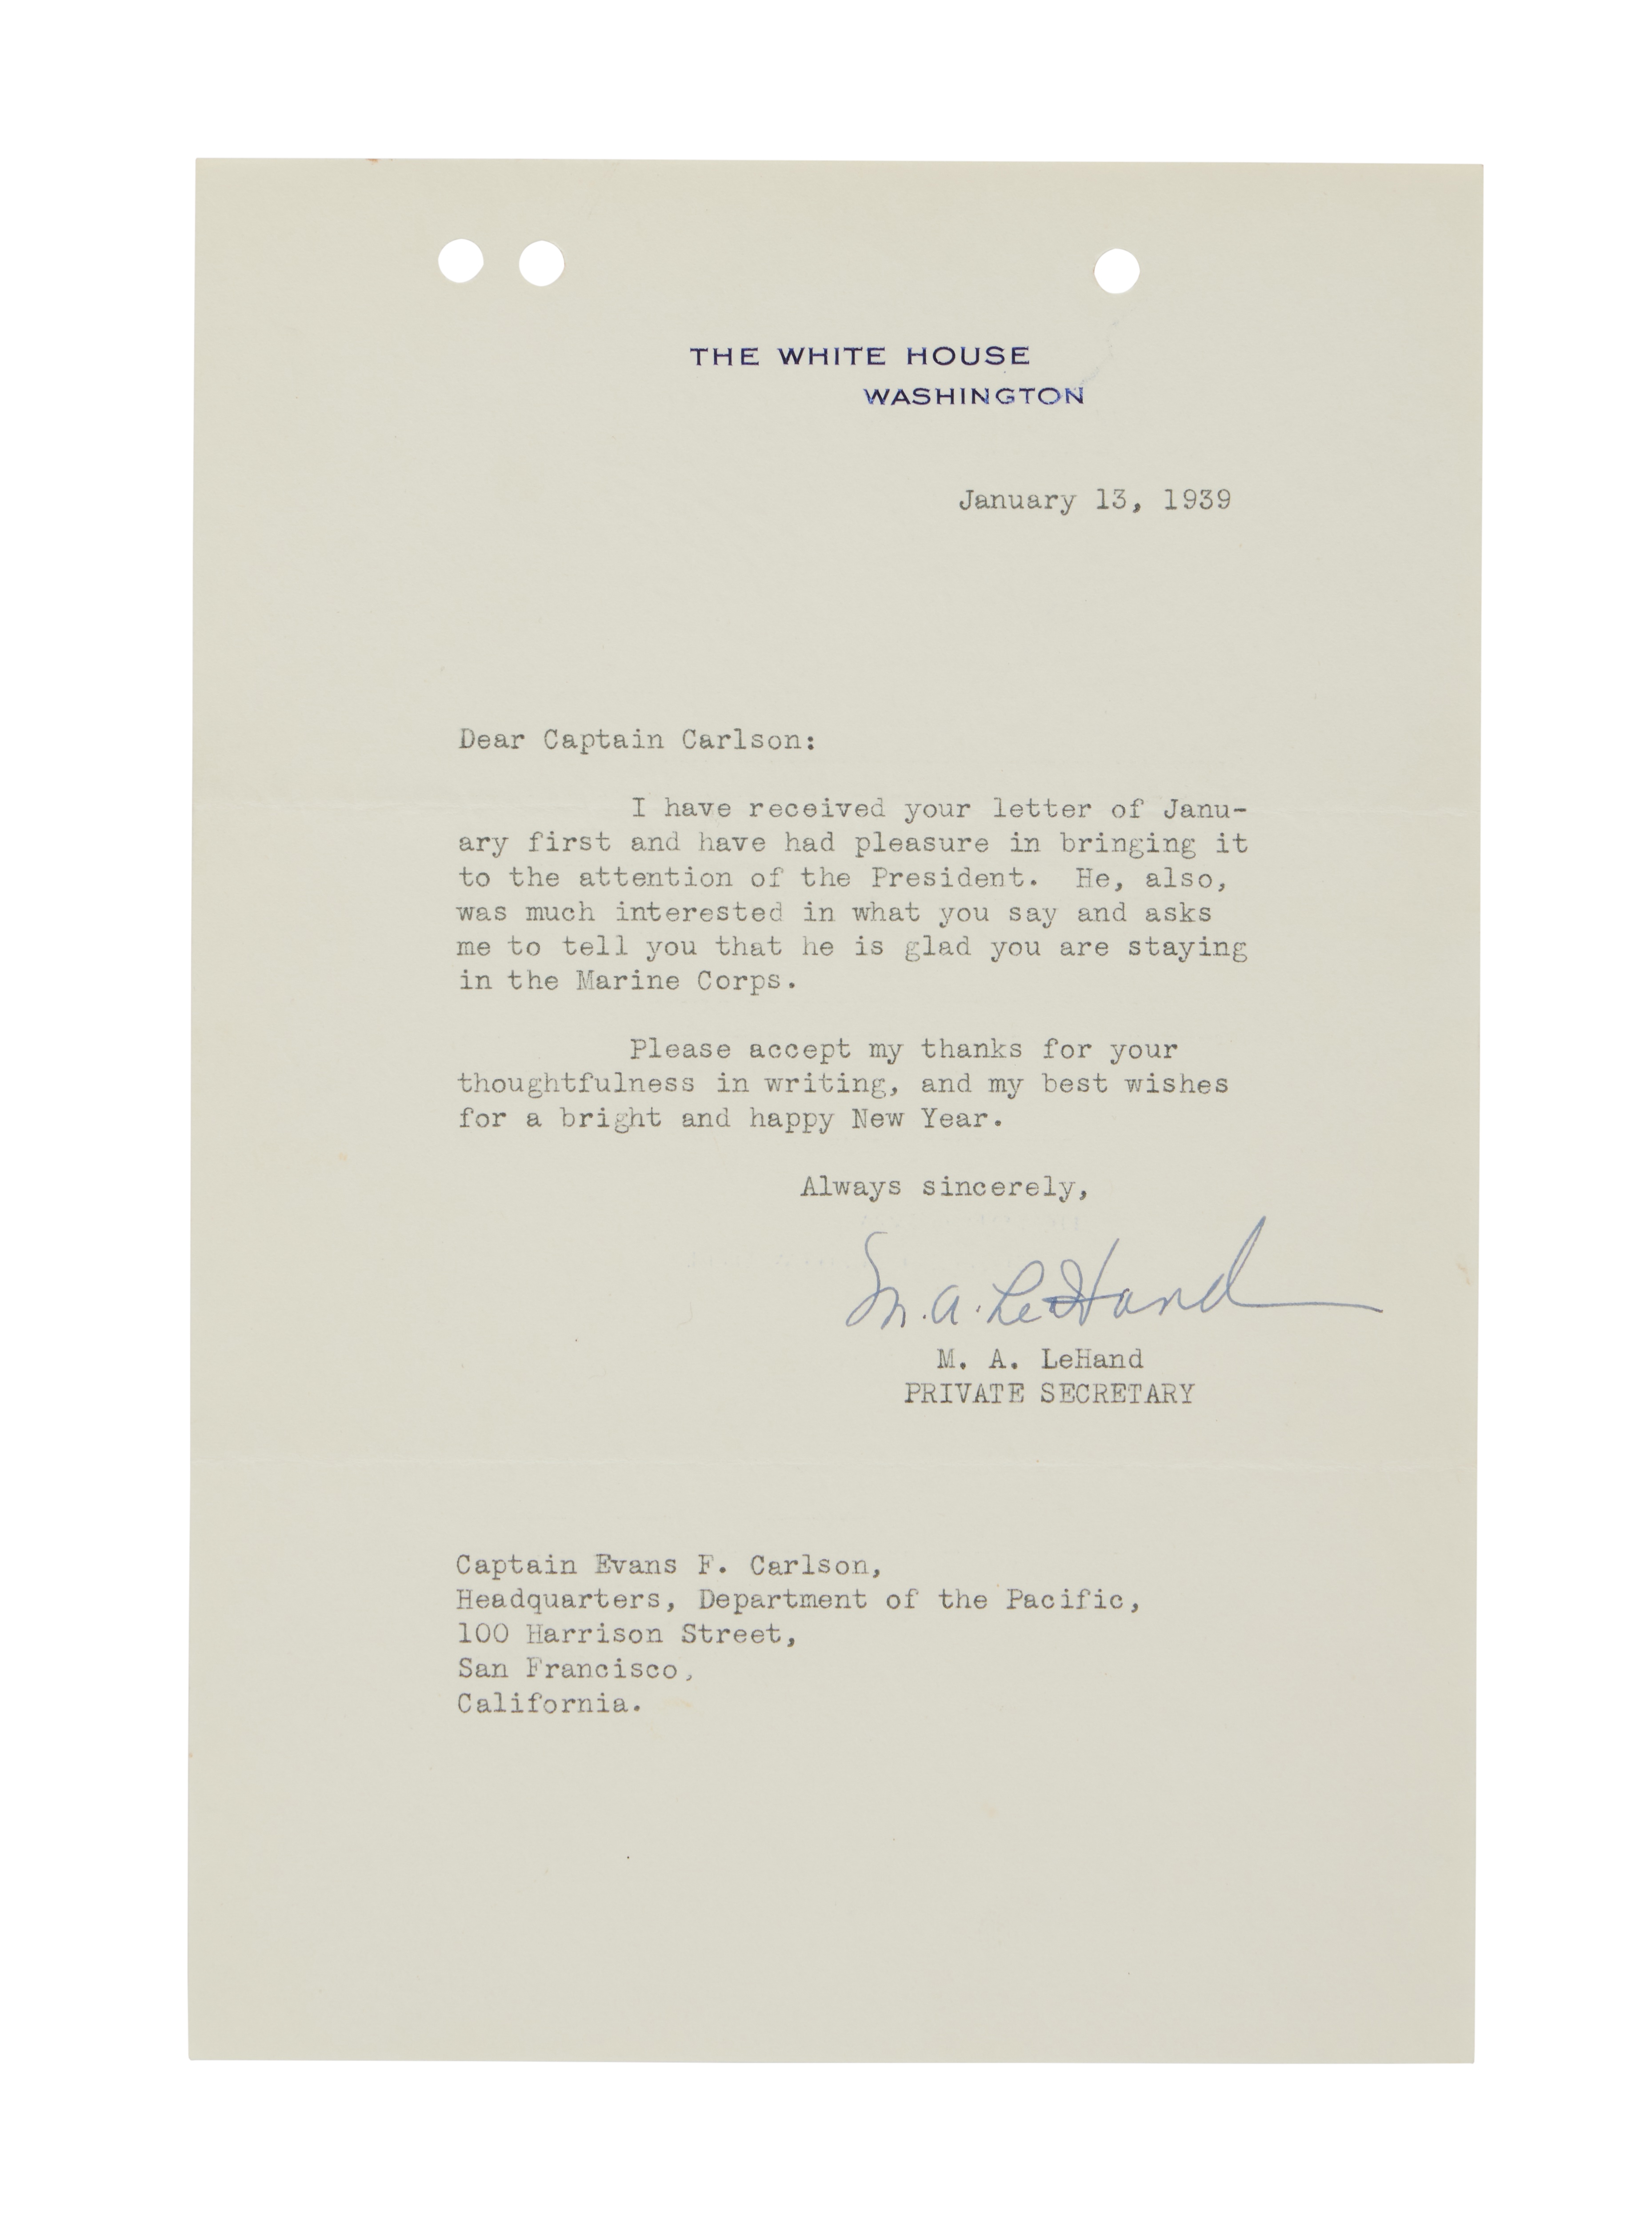 THE WHITE HOUSE
WASHINGTON
January 13, 1939
Dear Captain Carlson:
I have received your letter of Janu-
ary first and have had pleasure in bringing it
to the attention of the President. He, also,
was much interested in what you say and asks
me to tell you that he is glad you are staying
in the Marine Corps.
Please accept my thanks for your
thoughtfulness in writing, and my best wishes
for a bright and happy New Year.
Always sincerely,
M. A. LeHand
M. A. LeHand
PRIVATE SECRETARY
Captain Evans F. Carlson,
Headquarters, Department of the Pacific,
100 Harrison Street,
San Francisco,
California.